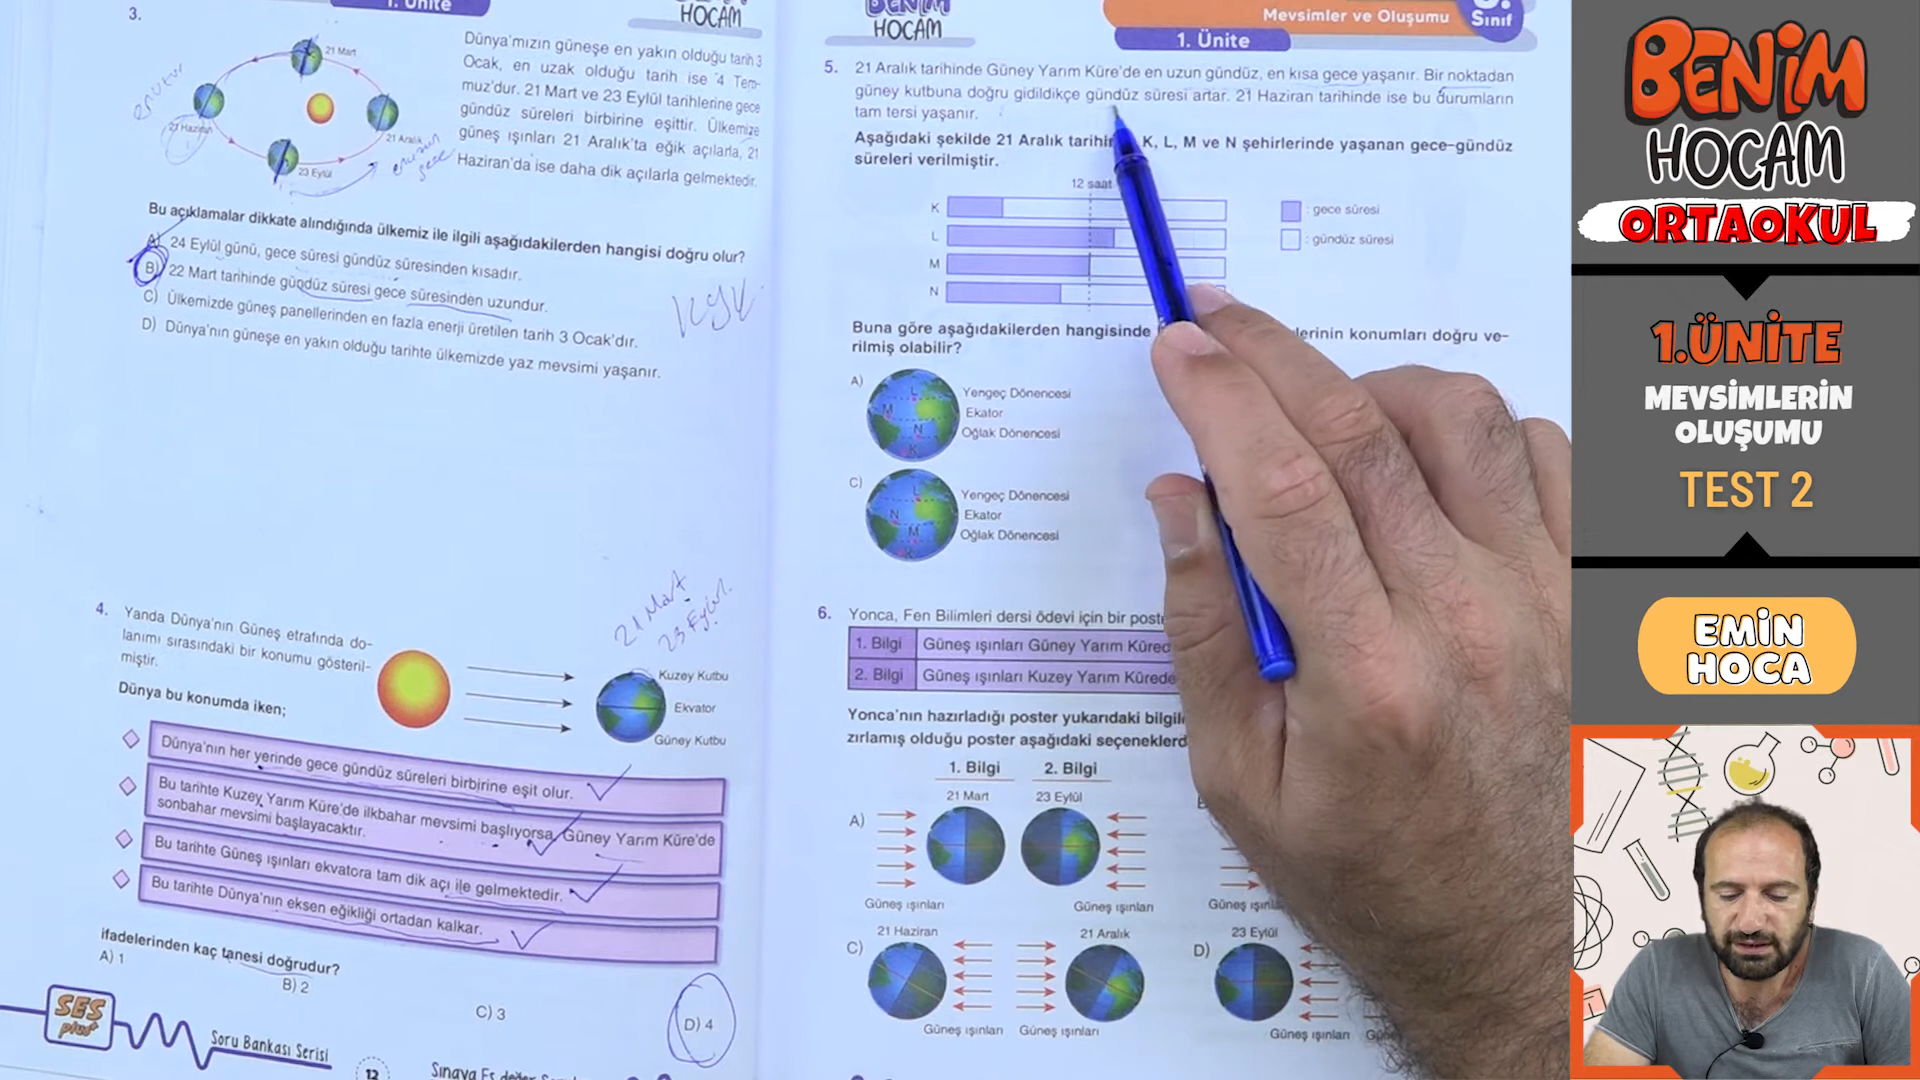 1. Ünite
3.
21 Mart
21 Haziran
21 Aralık
23 Eylül
en uzun
gece
Dünya'mızın güneşe en yakın olduğu tarih 3
Ocak, en uzak olduğu tarih ise 4 Tem-
muz'dur. 21 Mart ve 23 Eylül tarihlerine gece
gündüz süreleri birbirine eşittir. Ülkemize
güneş ışınları 21 Aralık'ta eğik açılarla, 21
Haziran'da ise daha dik açılarla gelmektedir.
Bu açıklamalar dikkate alındığında ülkemiz ile ilgili aşağıdakilerden hangisi doğru olur?
A) 24 Eylül günü, gece süresi gündüz süresinden kısadır.
B) 22 Mart tarihinde gündüz süresi gece süresinden uzundur.
C) Ülkemizde güneş panellerinden en fazla enerji üretilen tarih 3 Ocak'dır.
D) Dünya'nın güneşe en yakın olduğu tarihte ülkemizde yaz mevsimi yaşanır.
KYK
4. Yanda Dünya'nın Güneş etrafında do-
lanımı sırasındaki bir konumu gösteril-
miştir.
Dünya bu konumda iken;
21 Mart
23 Eylül
Kuzey Kutbu
Ekvator
Güney Kutbu
Dünya'nın her yerinde gece gündüz süreleri birbirine eşit olur.
Bu tarihte Kuzey Yarım Küre'de ilkbahar mevsimi başlıyorsa, Güney Yarım Küre'de
sonbahar mevsimi başlayacaktır.
Bu tarihte Güneş ışınları ekvatora tam dik açı ile gelmektedir.
Bu tarihte Dünya'nın eksen eğikliği ortadan kalkar.
ifadelerinden kaç tanesi doğrudur?
A) 1
B) 2
C) 3
D) 4
SES
plus+
Soru Bankası Serisi
12
BENİM
HOCAM
Mevsimler ve Oluşumu
Sınıf
1. Ünite
5. 21 Aralık tarihinde Güney Yarım Küre'de en uzun gündüz, en kısa gece yaşanır. Bir noktadan
güney kutbuna doğru gidildikçe gündüz süresi artar. 21 Haziran tarihinde ise bu durumların
tam tersi yaşanır.
Aşağıdaki şekilde 21 Aralık K, L, M ve N şehirlerinde yaşanan gece-gündüz
süreleri verilmiştir.
12 saat
K
L
M
N
: gece süresi
: gündüz süresi
Buna göre aşağıdakilerden hangisinde konumları doğru ve-
rilmiş olabilir?
A)
L
M
N
K
Yengeç Dönencesi
Ekator
Oğlak Dönencesi
C)
L
N
M
K
Yengeç Dönencesi
Ekator
Oğlak Dönencesi
6. Yonca, Fen Bilimleri dersi ödevi için bir
1. Bilgi Güneş ışınları Güney Yarım
2. Bilgi Güneş ışınları Kuzey Yarım Kürede
Yonca'nın hazırladığı poster yukarıdaki
zırlamış olduğu poster aşağıdaki
1. Bilgi 2. Bilgi
21 Mart 23 Eylül
A)
Güneş ışınları Güneş ışınları Güneş
21 Haziran 21 Aralık 23 Eylül
C) D)
Güneş ışınları Güneş ışınları Güneş ışınları
BENİM
HOCAM
ORTAOKUL
1.ÜNİTE
MEVSİMLERİN
OLUŞUMU
TEST 2
EMİN
HOCA